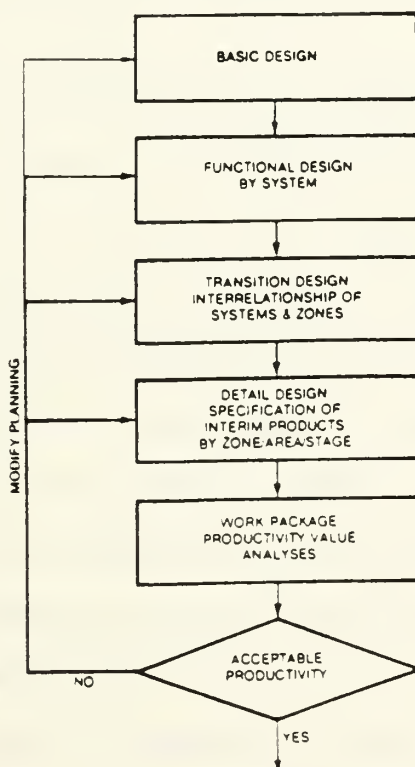 BASIC DESIGN
FUNCTIONAL DESIGN
BY SYSTEM
TRANSITION DESIGN
INTERRELATIONSHIP OF
SYSTEMS & ZONES
DETAIL DESIGN
SPECIFICATION OF
INTERIM PRODUCTS
BY ZONE/AREA/STAGE
MODIFY PLANNING
WORK PACKAGE
PRODUCTIVITY VALUE
ANALYSES
ACCEPTABLE
PRODUCTIVITY
NO
YES